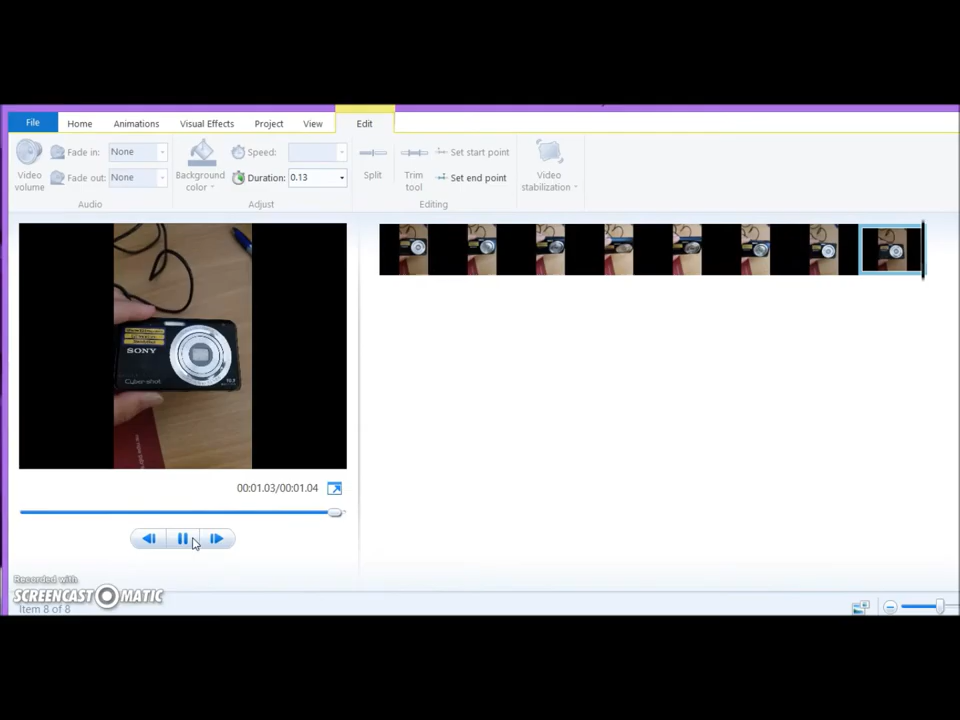 File Home Animations Visual Effects Project View Edit
Fade in: None Speed: Set start point
Video volume Fade out: None Background color Duration: 0.13 Split Trim tool Set end point Video stabilization
Audio Adjust Editing
SONY
Cyber-shot
00:01.03/00:01.04
Recorded with
SCREENCAST MATIC
Item 8 of 8